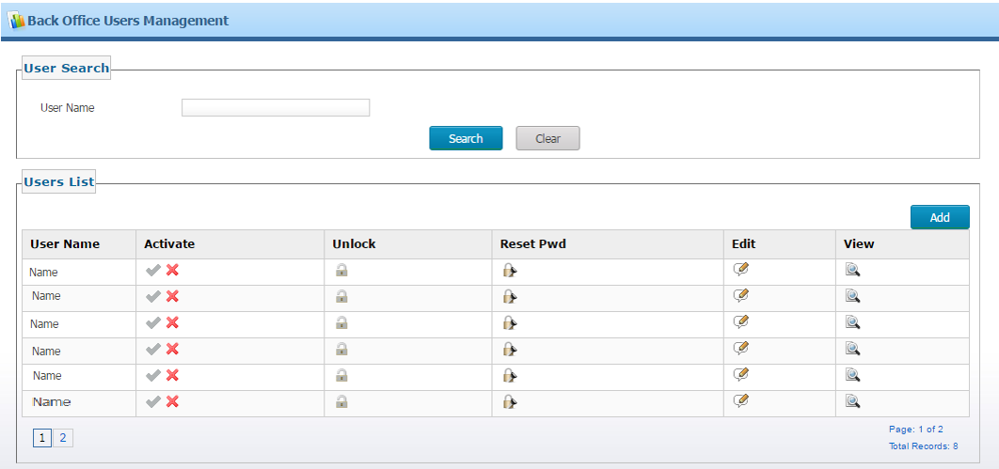 Back Office Users Management
User Search
User Name
Search Clear
Users List
Add
User Name Activate Unlock Reset Pwd Edit View
Name
Name
Name
Name
Name
Name
1 2
Page: 1 of 2
Total Records: 8